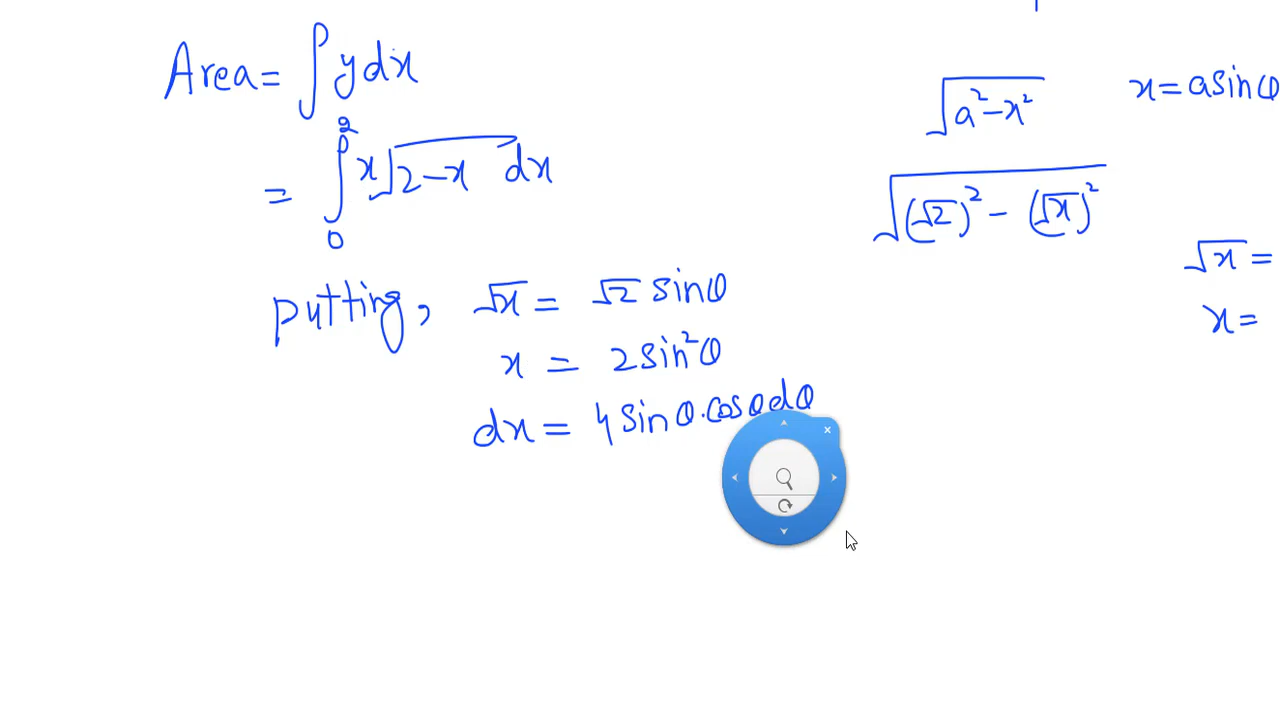 Area = ∫ y dx
= ∫₀² x√(2-x) dx
putting, √x = √2 sinθ
x = 2sin²θ
dx = 4 sinθ.cosθdθ
√(a²-x²) x = a sinθ
√((√2)² - (√x)²)
√x =
x =